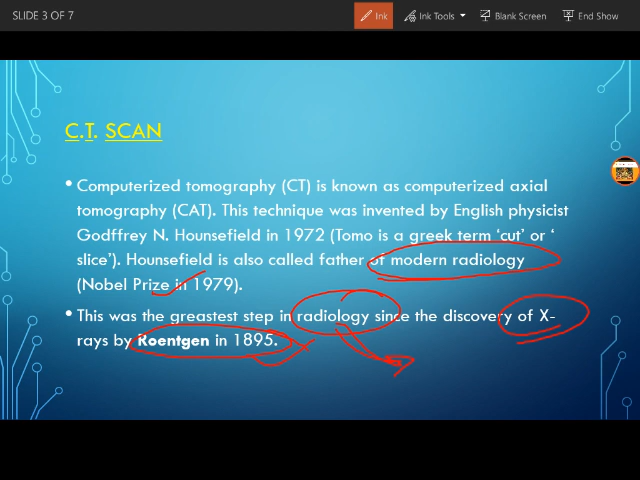 SLIDE 3 OF 7
Ink
Ink Tools
Blank Screen
End Show
C.T. SCAN
• Computerized tomography (CT) is known as computerized axial
tomography (CAT). This technique was invented by English physicist
Godffrey N. Hounsefield in 1972 (Tomo is a greek term ‘cut’ or ‘
slice’). Hounsefield is also called father of modern radiology
(Nobel Prize in 1979).
• This was the greastest step in radiology since the discovery of X-
rays by Roentgen in 1895.